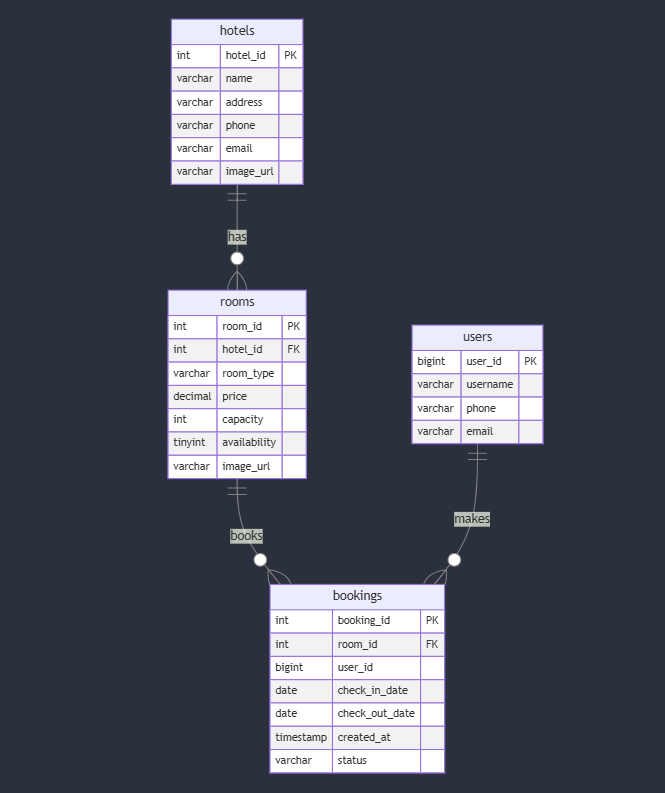 hotels
int hotel_id PK
varchar name
varchar address
varchar phone
varchar email
varchar image_url
has
rooms
int room_id PK
int hotel_id FK
varchar room_type
decimal price
int capacity
tinyint availability
varchar image_url
users
bigint user_id PK
varchar username
varchar phone
varchar email
books
makes
bookings
int booking_id PK
int room_id FK
bigint user_id
date check_in_date
date check_out_date
timestamp created_at
varchar status